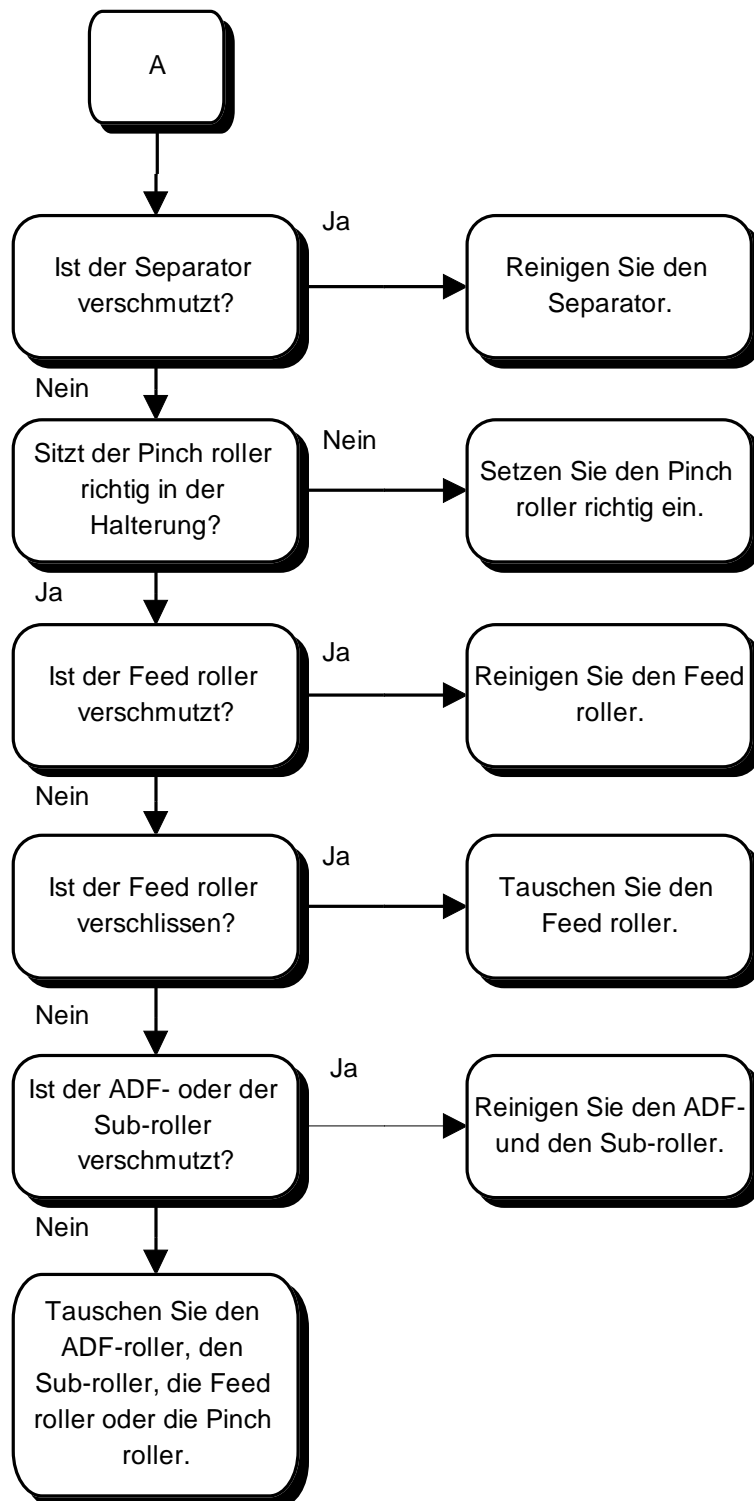 A
Ja
Ist der Separator
verschmutzt?
Reinigen Sie den
Separator.
Nein
Sitzt der Pinch roller
richtig in der
Halterung?
Nein
Setzen Sie den Pinch
roller richtig ein.
Ja
Ist der Feed roller
verschmutzt?
Ja
Reinigen Sie den Feed
roller.
Nein
Ist der Feed roller
verschlissen?
Ja
Tauschen Sie den
Feed roller.
Nein
Ist der ADF- oder der
Sub-roller
verschmutzt?
Ja
Reinigen Sie den ADF-
und den Sub-roller.
Nein
Tauschen Sie den
ADF-roller, den
Sub-roller, die Feed
roller oder die Pinch
roller.